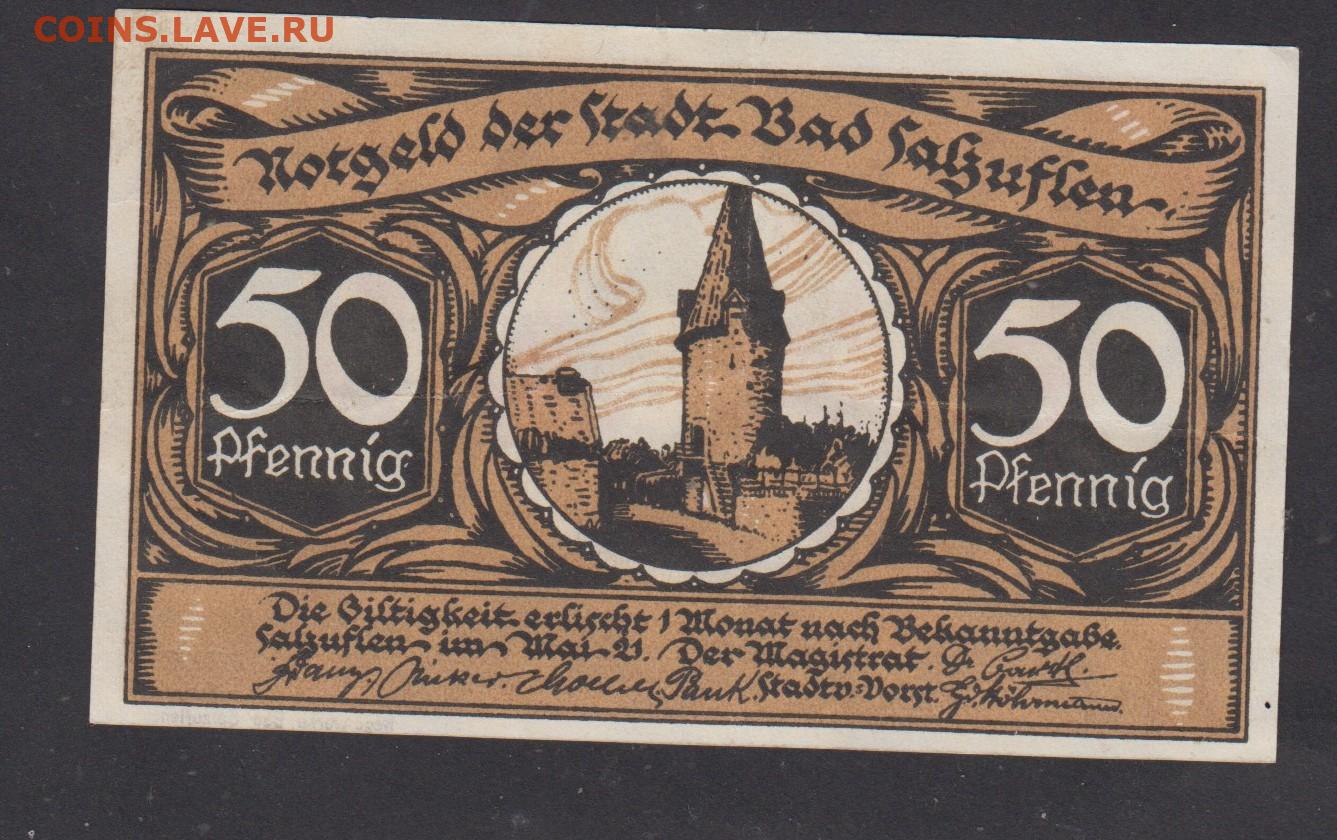 COINS.LAVE.RU
Notgeld der Stadt Bad Salzuflen.
50
Pfennig
50
Pfennig
Die Giltigkeit erlischt 1 Monat nach Bekanntgabe.
Salzuflen im Mai 21. Der Magistrat.
Stadtv.-Vorst.